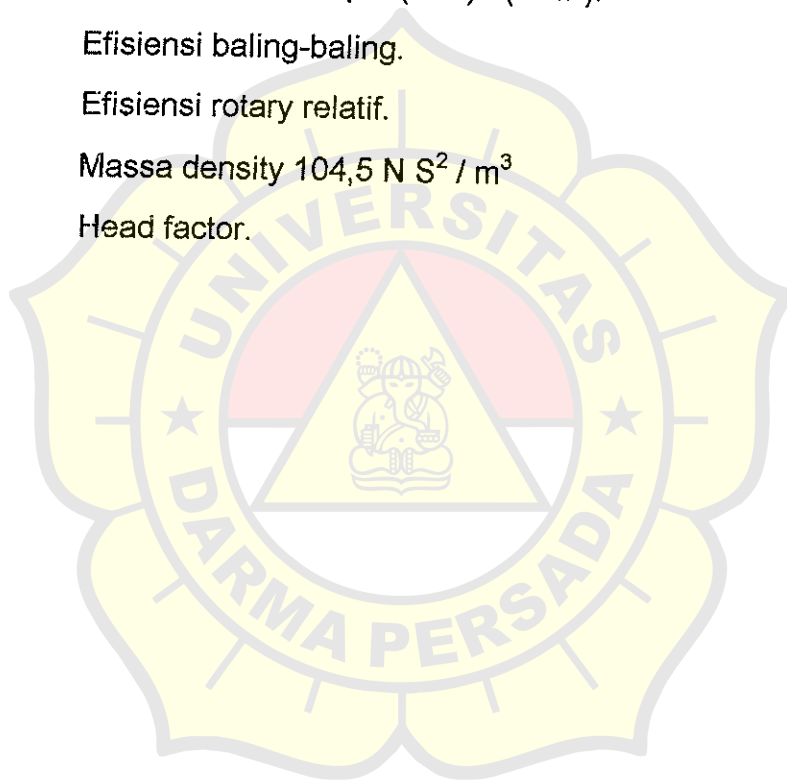 Efisiensi baling-baling.
Efisiensi rotary relatif.
Massa density 104,5 N S² / m³
Head factor.
UNIVERSITAS
DARMA PERSADA